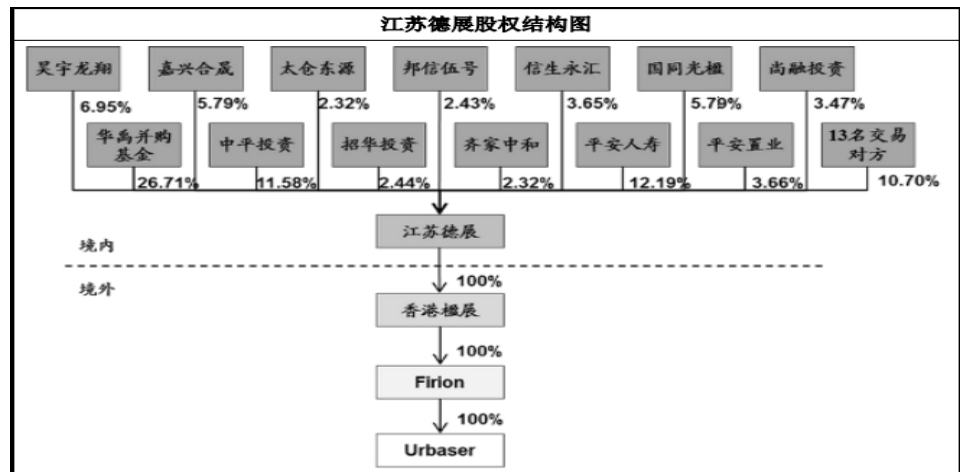 江苏德展股权结构图
昊宇龙翔 嘉兴合晟 太仓东源 邦信伍号 信生永汇 国同光楹 尚融投资
6.95% 5.79% 2.32% 2.43% 3.65% 5.79% 3.47%
华禹并购
基金
中平投资 招华投资 齐家中和 平安人寿 平安置业
13名交易
对方
26.71% 11.58% 2.44% 2.32% 12.19% 3.66% 10.70%
江苏德展
境内
境外
100%
香港楹展
100%
Firion
100%
Urbaser